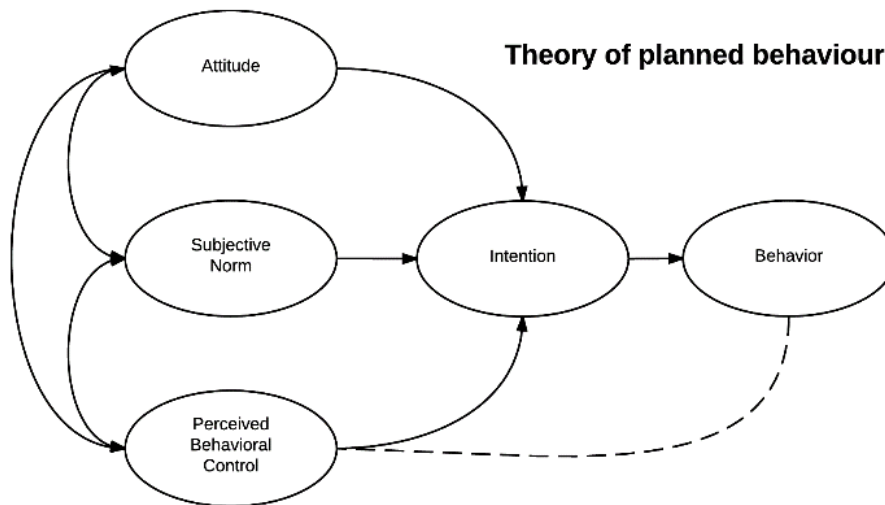 Theory of planned behaviour
Attitude
Subjective
Norm
Intention
Behavior
Perceived
Behavioral
Control